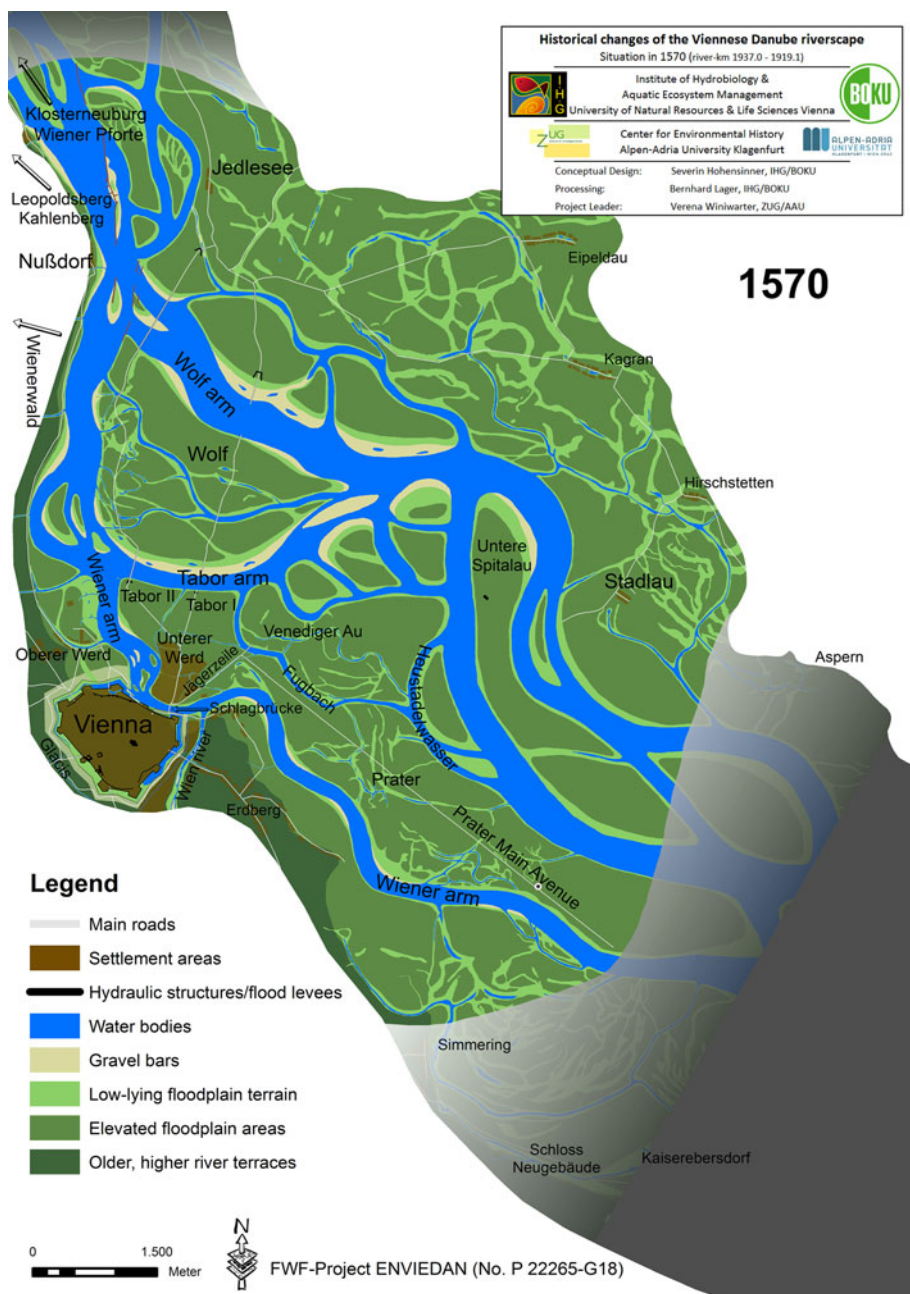 Historical changes of the Viennese Danube riverscape
Situation in 1570 (river-km 1937.0 - 1919.1)
IHG
Institute of Hydrobiology &
Aquatic Ecosystem Management
University of Natural Resources & Life Sciences Vienna
BOKU
ZUG
Center for Environmental History
Alpen-Adria University Klagenfurt
ALPEN-ADRIA
UNIVERSITÄT
Conceptual Design: Severin Hohensinner, IHG/BOKU
Processing: Bernhard Lager, IHG/BOKU
Project Leader: Verena Winiwarter, ZUG/AAU
1570
Klosterneuburg
Wiener Pforte
Jedlesee
Leopoldsberg
Kahlenberg
Nußdorf
Eipeldau
Wienerwald
Kagran
Wolf arm
Wolf
Hirschstetten
Untere
Spitalau
Stadlau
Wiener arm
Tabor arm
Tabor II
Tabor I
Oberer Werd
Unterer
Werd
Venediger Au
Jägerzeile
Fugbach
Heustadelwasser
Aspern
Schlagbrücke
Vienna
Glacis
Wien river
Erdberg
Prater
Prater Main Avenue
Wiener arm
Simmering
Schloss
Neugebäude
Kaiserebersdorf
Legend
Main roads
Settlement areas
Hydraulic structures/flood levees
Water bodies
Gravel bars
Low-lying floodplain terrain
Elevated floodplain areas
Older, higher river terraces
0 1.500
Meter
N
FWF-Project ENVIEDAN (No. P 22265-G18)